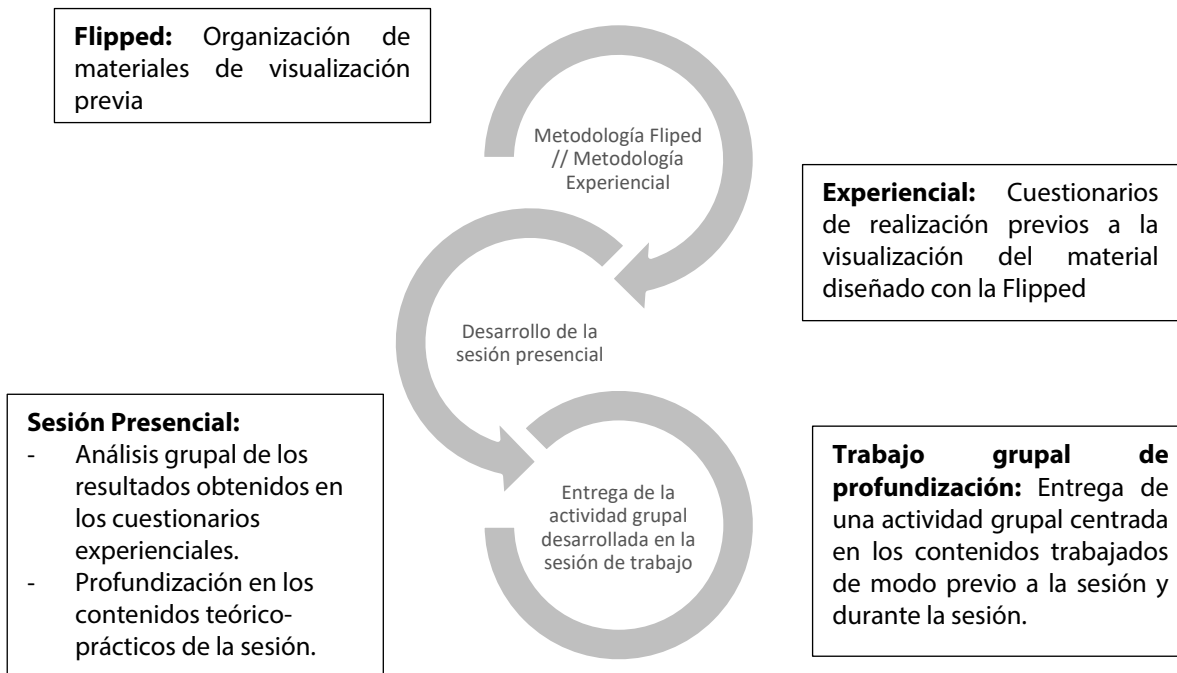 Flipped: Organización de
materiales de visualización
previa
Metodología Fliped
// Metodología
Experiencial
Experiencial: Cuestionarios
de realización previos a la
visualización del material
diseñado con la Flipped
Desarrollo de la
sesión presencial
Sesión Presencial:
- Análisis grupal de los
resultados obtenidos en
los cuestionarios
experienciales.
- Profundización en los
contenidos teórico-
prácticos de la sesión.
Entrega de la
actividad grupal
desarrollada en la
sesión de trabajo
Trabajo grupal de
profundización: Entrega de
una actividad grupal centrada
en los contenidos trabajados
de modo previo a la sesión y
durante la sesión.